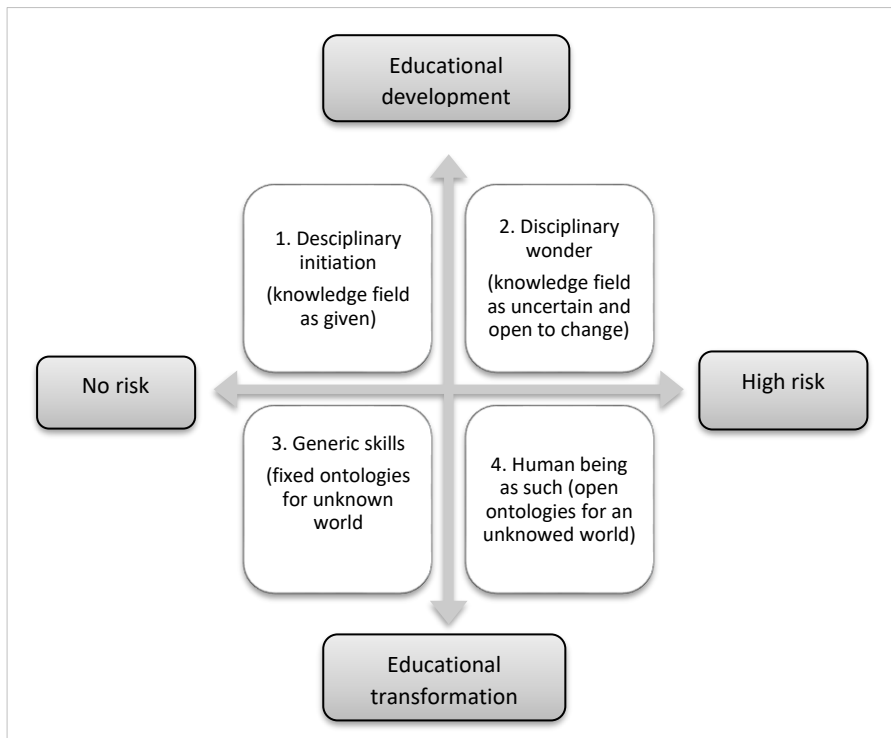 Educational
development
1. Desciplinary
initiation
(knowledge field
as given)
2. Disciplinary
wonder
(knowledge field
as uncertain and
open to change)
No risk
High risk
3. Generic skills
(fixed ontologies
for unknown
world
4. Human being
as such (open
ontologies for an
unknowed world)
Educational
transformation